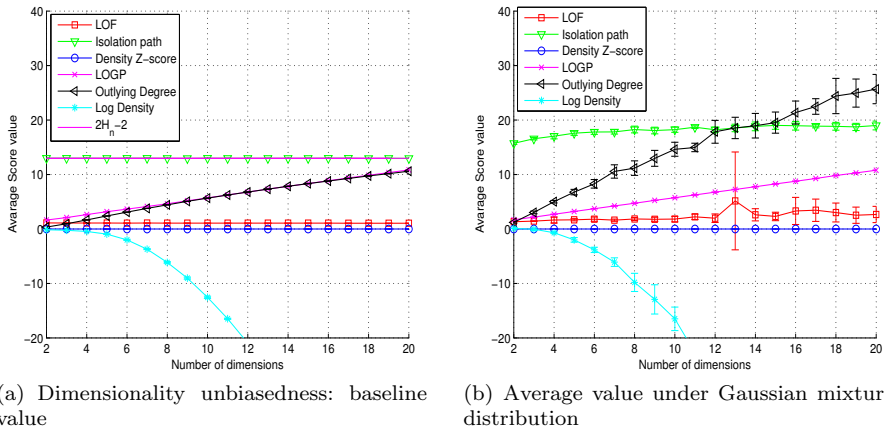 40
30
20
10
0
−10
−20
Avarage Score value
LOF
Isolation path
Density Z−score
LOGP
Outlying Degree
Log Density
2H_n−2
2 4 6 8 10 12 14 16 18 20
Number of dimensions
(a) Dimensionality unbiasedness: baseline
value
40
30
20
10
0
−10
−20
Avarage Score value
LOF
Isolation path
Density Z−score
LOGP
Outlying Degree
Log Density
2 4 6 8 10 12 14 16 18 20
Number of dimensions
(b) Average value under Gaussian mixtur
distribution